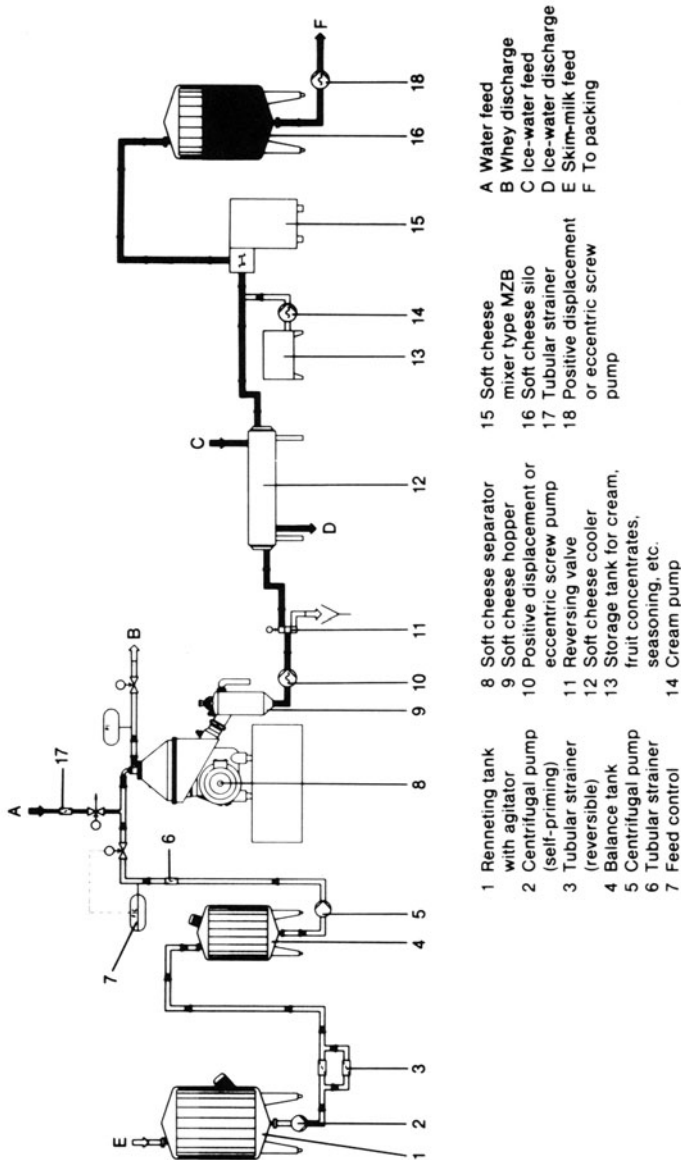 A
B
C
D
E
F
1
2
3
4
5
6
7
8
9
10
11
12
13
14
15
16
17
18
1 Renneting tank
with agitator
2 Centrifugal pump
(self-priming)
3 Tubular strainer
(reversible)
4 Balance tank
5 Centrifugal pump
6 Tubular strainer
7 Feed control
8 Soft cheese separator
9 Soft cheese hopper
10 Positive displacement or
eccentric screw pump
11 Reversing valve
12 Soft cheese cooler
13 Storage tank for cream,
fruit concentrates,
seasoning, etc.
14 Cream pump
15 Soft cheese
mixer type MZB
16 Soft cheese silo
17 Tubular strainer
18 Positive displacement
or eccentric screw
pump
A Water feed
B Whey discharge
C Ice-water feed
D Ice-water discharge
E Skim-milk feed
F To packing